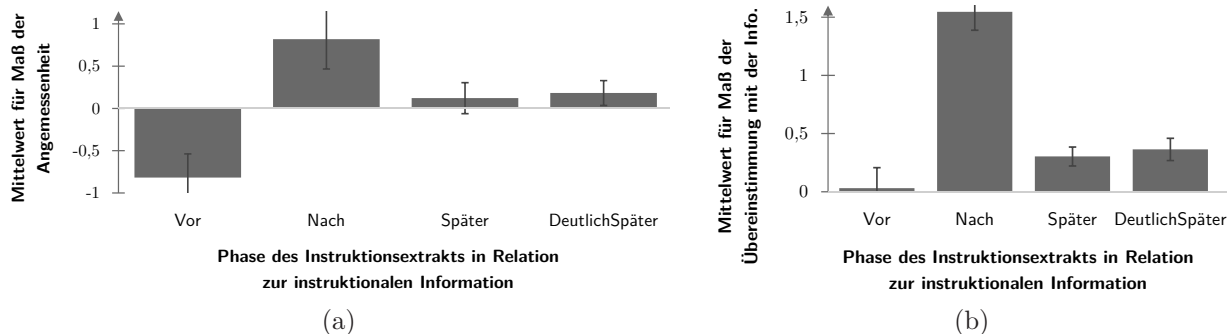 Mittelwert für Maß der
Angemessenheit
1
0,5
0
-0,5
-1
Vor
Nach
Später
DeutlichSpäter
Phase des Instruktionsextrakts in Relation
zur instruktionalen Information
(a)
Mittelwert für Maß der
Übereinstimmung mit der Info.
1,5
1
0,5
0
Vor
Nach
Später
DeutlichSpäter
Phase des Instruktionsextrakts in Relation
zur instruktionalen Information
(b)